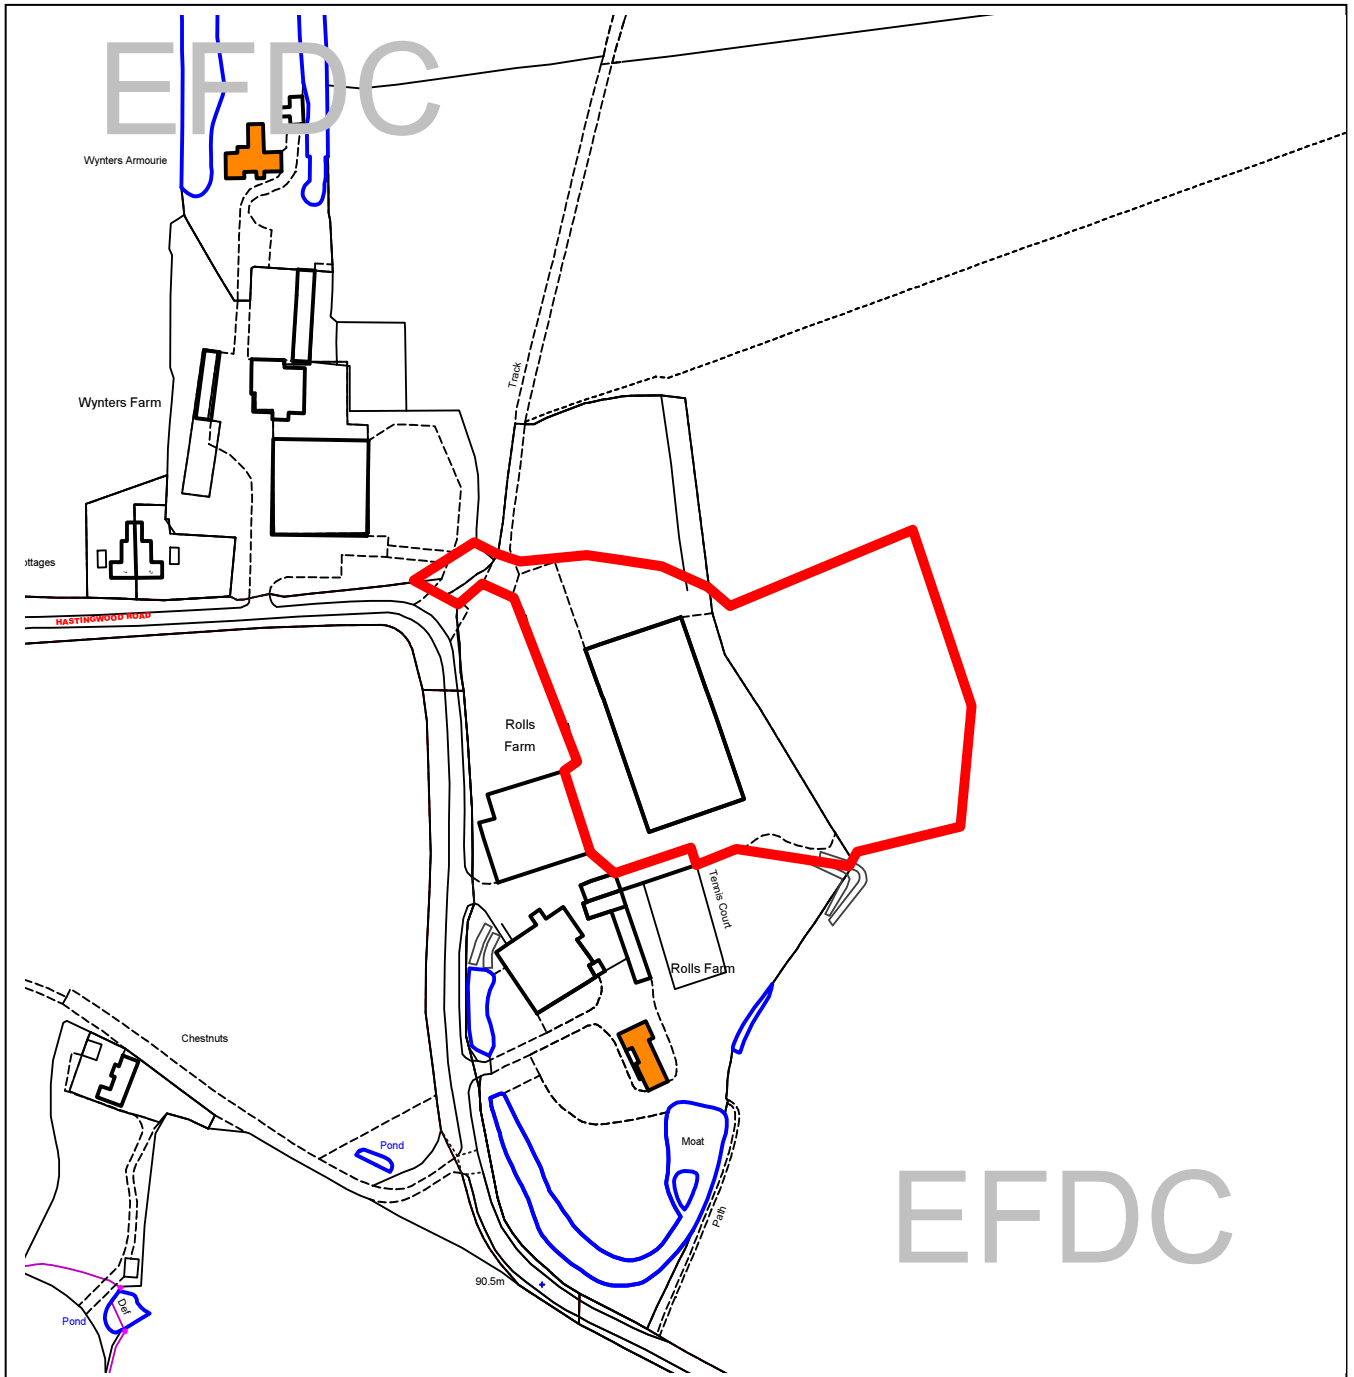 EFDC
Wynters Armourie
Track
Wynters Farm
ottages
HASTINGWOOD ROAD
Rolls
Farm
Tennis Court
Rolls Farm
Chestnuts
Pond
Moat
EFDC
Path
90.5m
Def
Pond